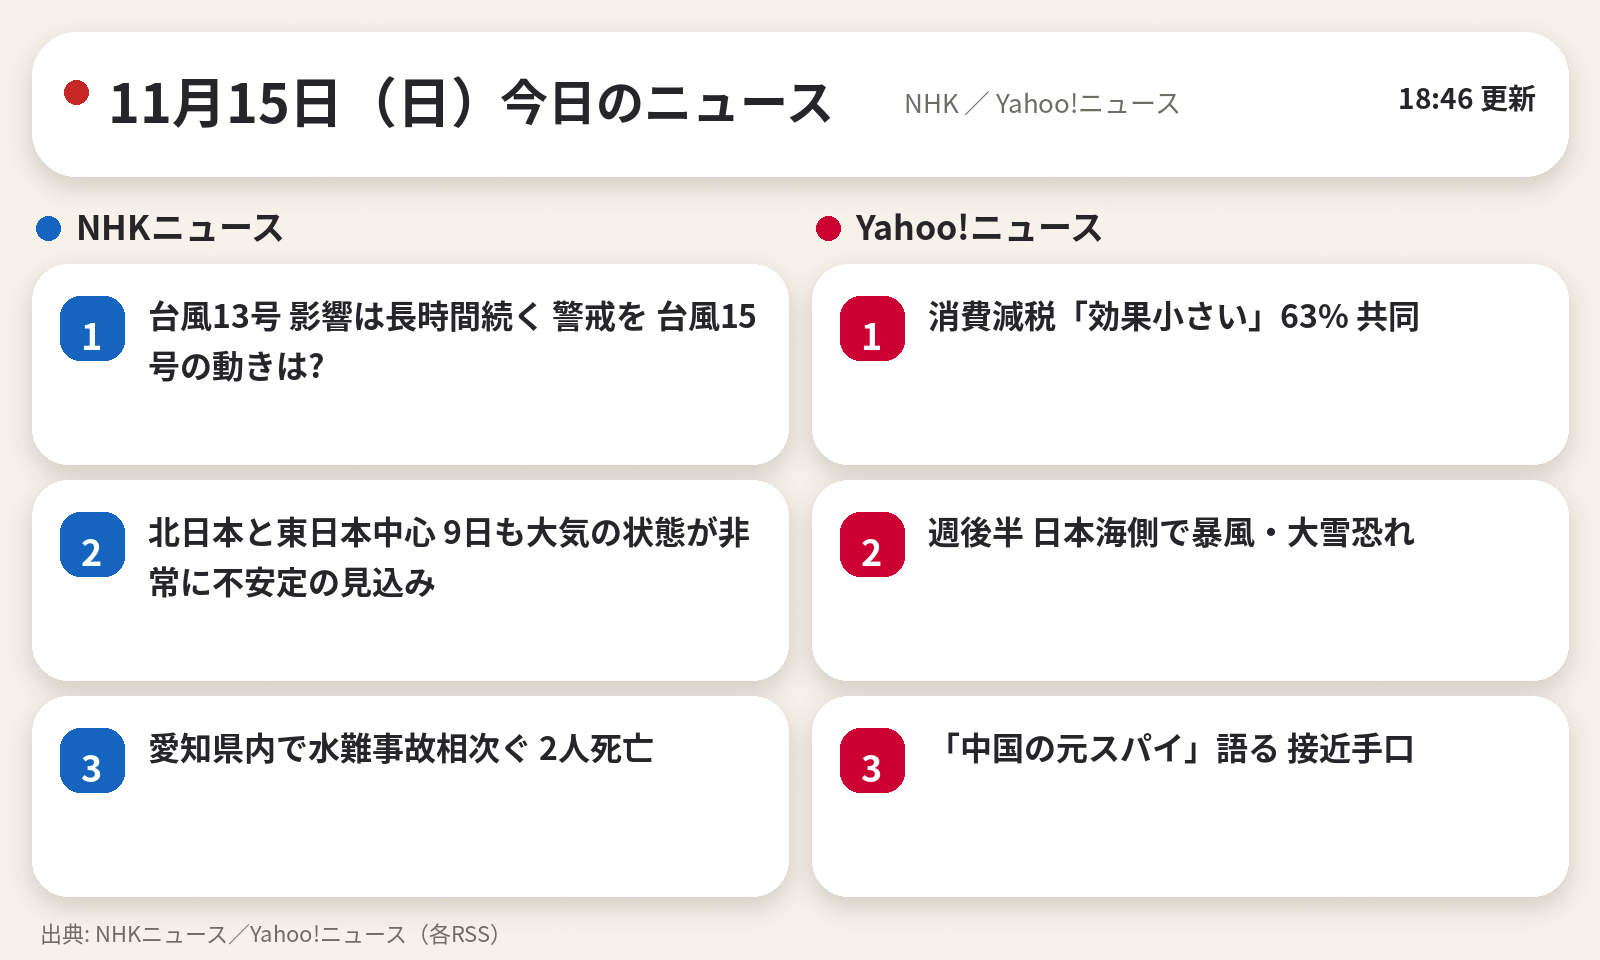 11月15日（日）今日のニュース
NHK ／ Yahoo!ニュース
18:46 更新
NHKニュース
1
台風13号 影響は長時間続く 警戒を 台風15
号の動きは?
2
北日本と東日本中心 9日も大気の状態が非
常に不安定の見込み
3
愛知県内で水難事故相次ぐ 2人死亡
Yahoo!ニュース
1
消費減税「効果小さい」63% 共同
2
週後半 日本海側で暴風・大雪恐れ
3
「中国の元スパイ」語る 接近手口
出典: NHKニュース／Yahoo!ニュース（各RSS）